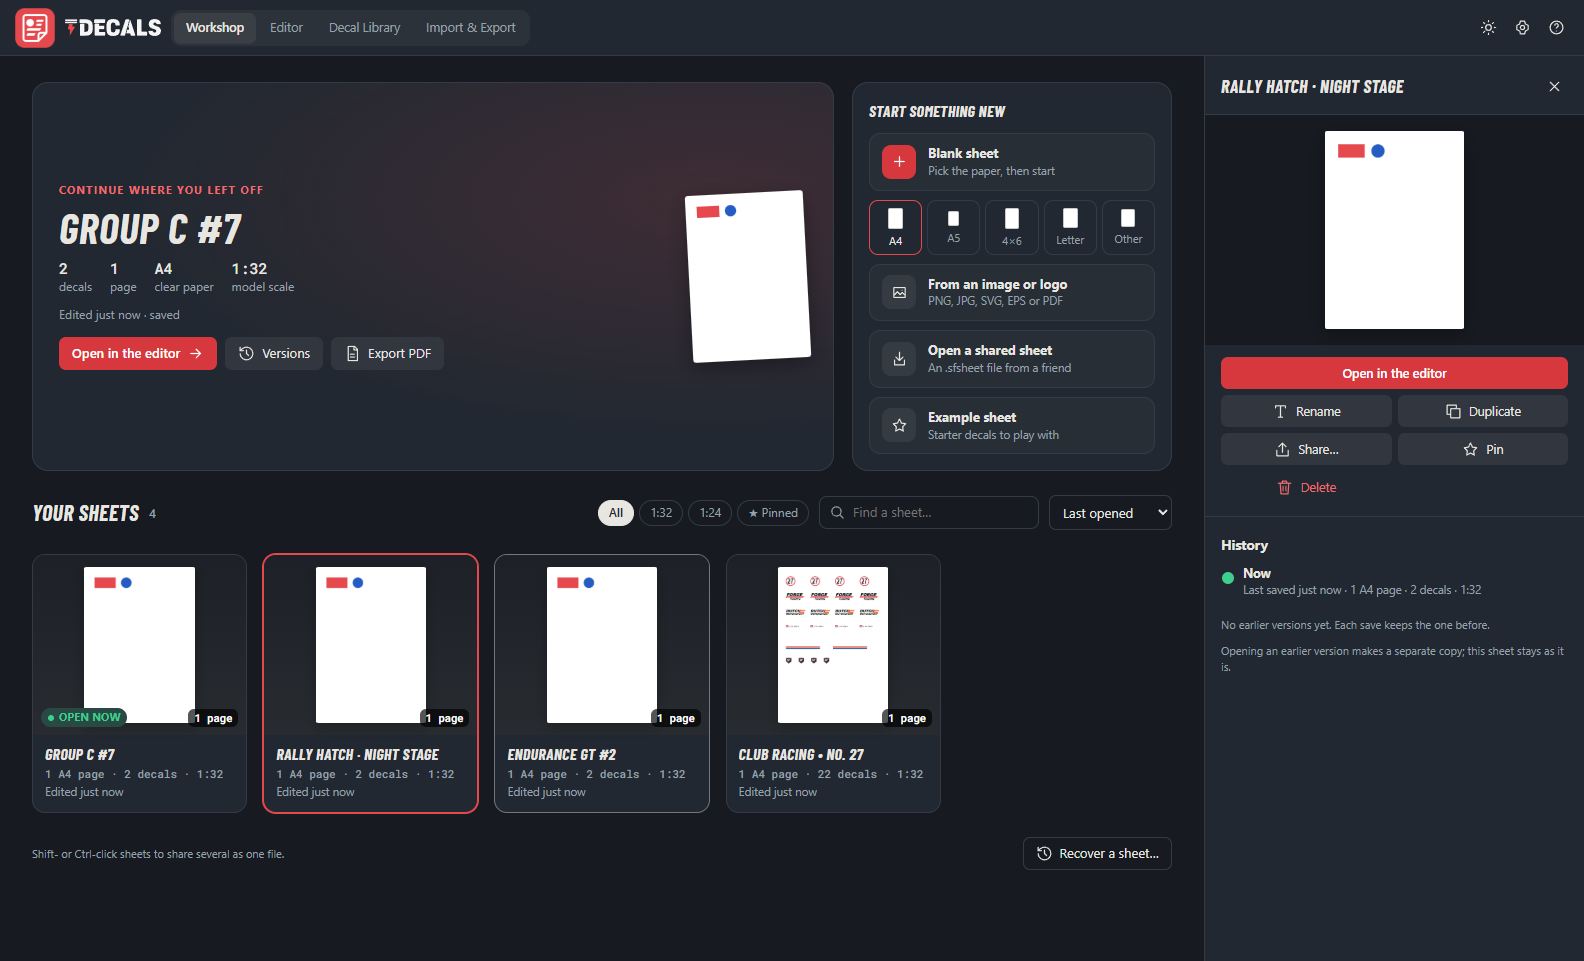 DECALS
Workshop
Editor
Decal Library
Import & Export
CONTINUE WHERE YOU LEFT OFF
GROUP C #7
2 decals
1 page
A4 clear paper
1:32 model scale
Edited just now · saved
Open in the editor →
Versions
Export PDF
START SOMETHING NEW
Blank sheet
Pick the paper, then start
A4
A5
4×6
Letter
Other
From an image or logo
PNG, JPG, SVG, EPS or PDF
Open a shared sheet
An .sfsheet file from a friend
Example sheet
Starter decals to play with
YOUR SHEETS 4
All
1:32
1:24
★ Pinned
Find a sheet...
Last opened
OPEN NOW
1 page
GROUP C #7
1 A4 page · 2 decals · 1:32
Edited just now
1 page
RALLY HATCH · NIGHT STAGE
1 A4 page · 2 decals · 1:32
Edited just now
1 page
ENDURANCE GT #2
1 A4 page · 2 decals · 1:32
Edited just now
27 27 27 27
FORGE FORGE FORGE FORGE
1 page
CLUB RACING • NO. 27
1 A4 page · 22 decals · 1:32
Edited just now
Shift- or Ctrl-click sheets to share several as one file.
Recover a sheet...
RALLY HATCH · NIGHT STAGE
Open in the editor
Rename
Duplicate
Share...
Pin
Delete
History
Now
Last saved just now · 1 A4 page · 2 decals · 1:32
No earlier versions yet. Each save keeps the one before.
Opening an earlier version makes a separate copy; this sheet stays as it
is.